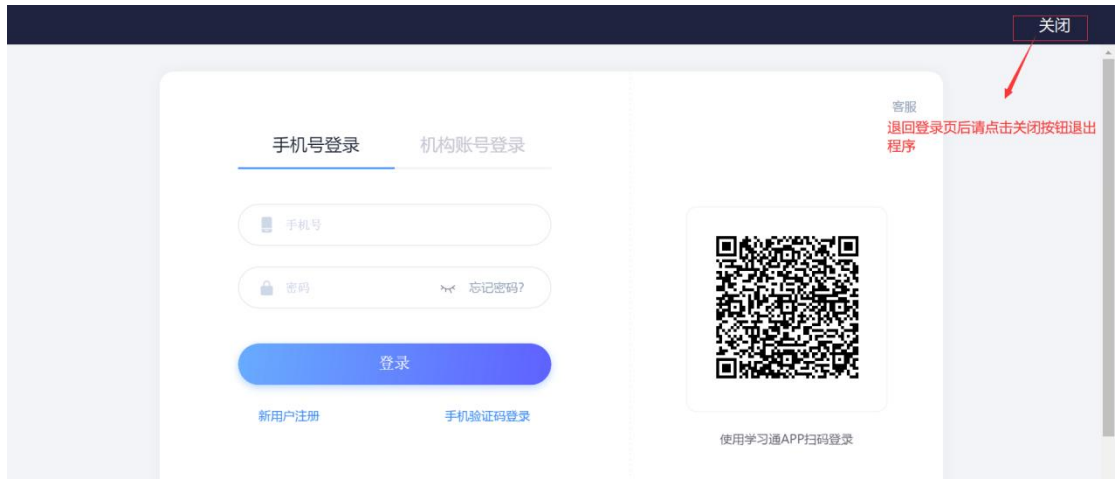 关闭
客服
退回登录页后请点击关闭按钮退出
程序
手机号登录 机构账号登录
手机号
密码 忘记密码?
登录
新用户注册 手机验证码登录
使用学习通APP扫码登录